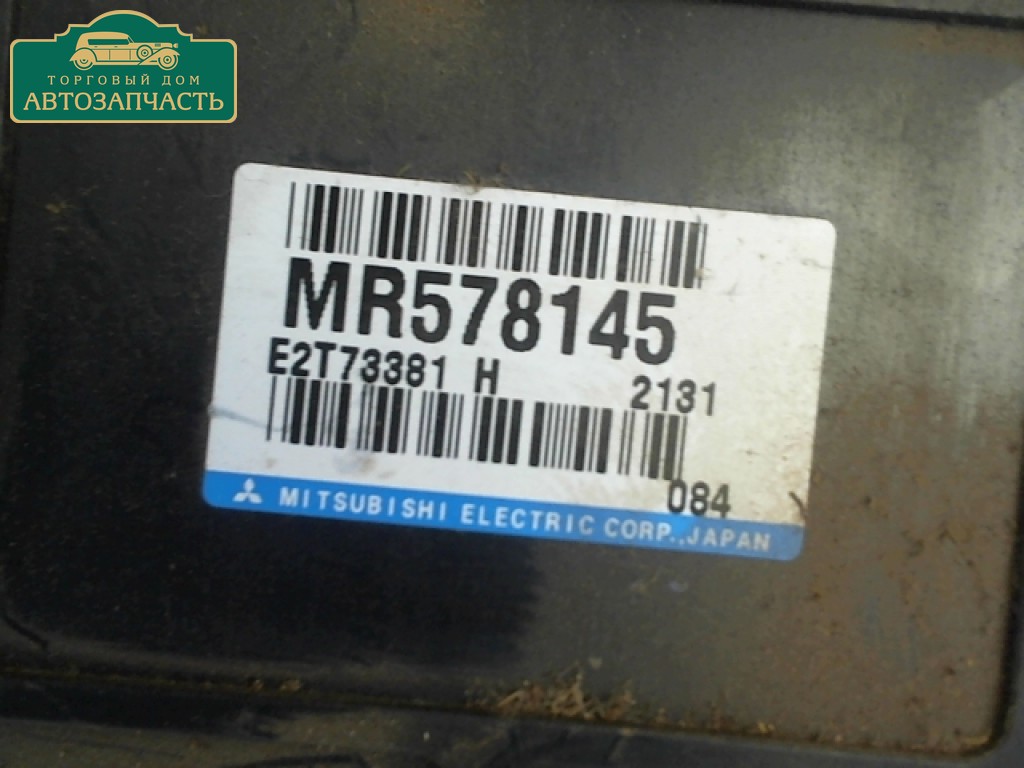 ТОРГОВЫЙ ДОМ
АВТОЗАПЧАСТЬ
MR578145
E2T73381 H 2131
084
MITSUBISHI ELECTRIC CORP.,JAPAN